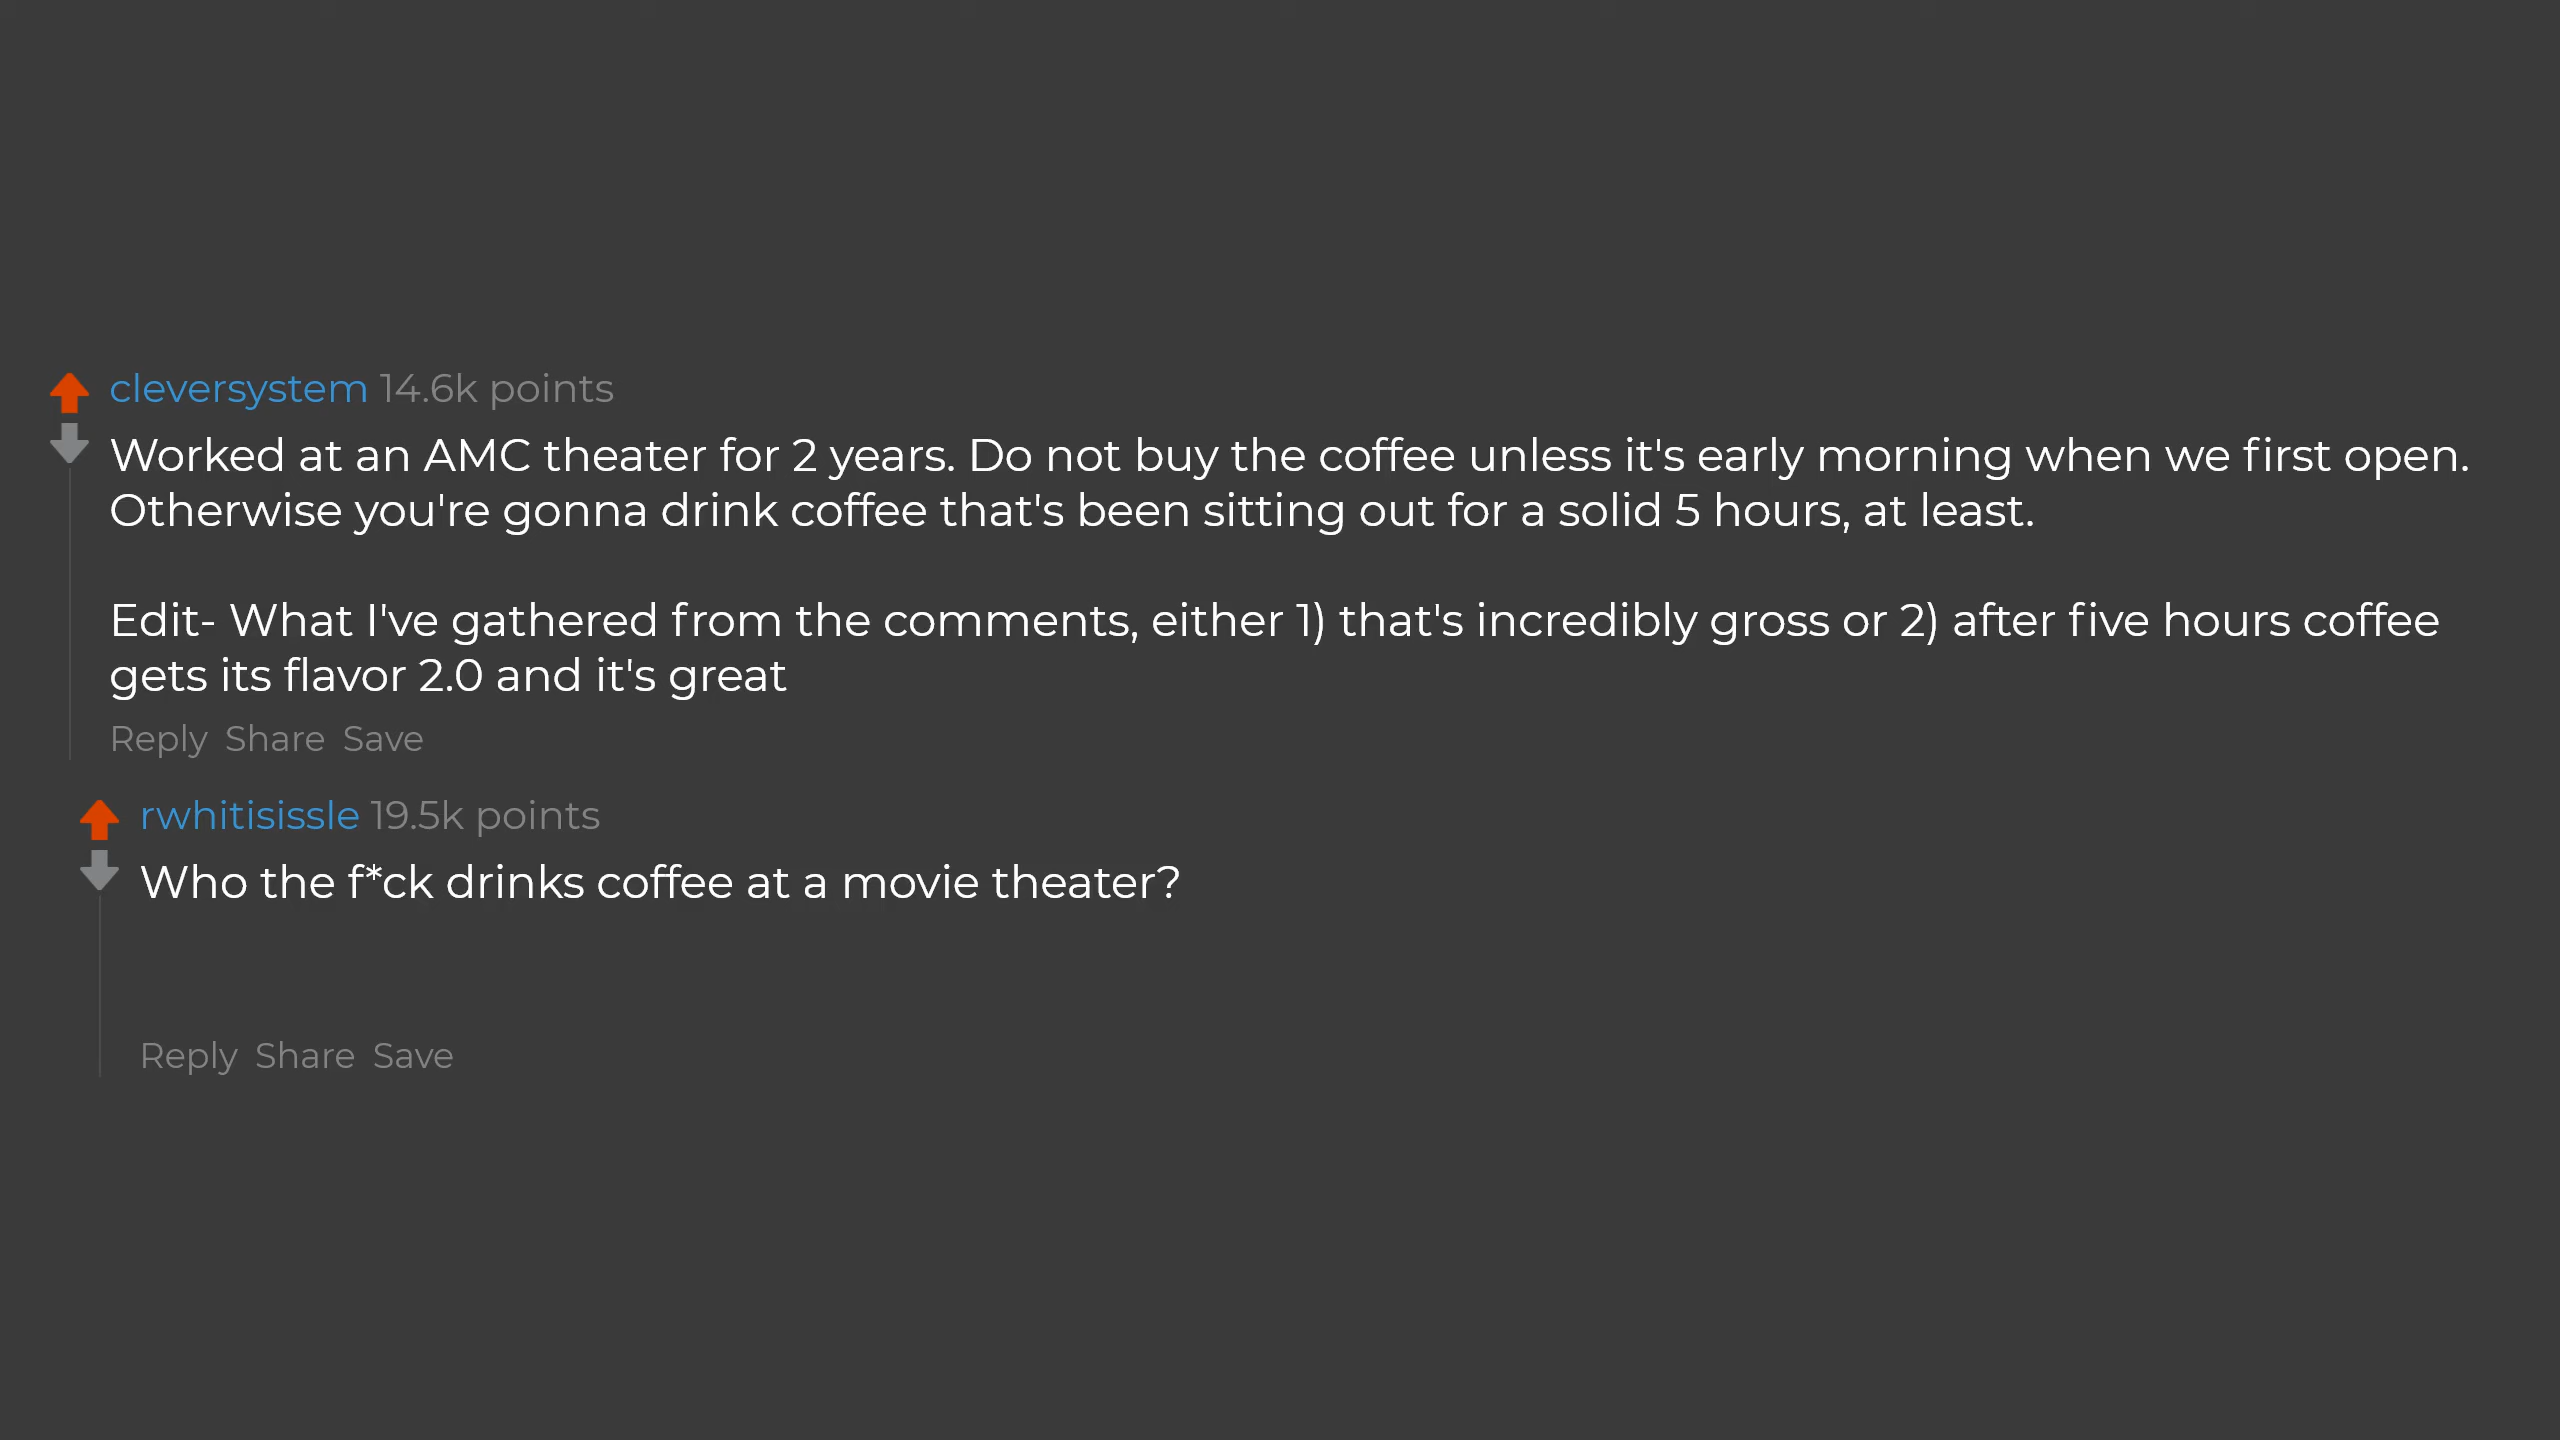 cleversystem 14.6k points
Worked at an AMC theater for 2 years. Do not buy the coffee unless it's early morning when we first open.
Otherwise you're gonna drink coffee that's been sitting out for a solid 5 hours, at least.
Edit- What I've gathered from the comments, either 1) that's incredibly gross or 2) after five hours coffee
gets its flavor 2.0 and it's great
Reply Share Save
rwhitisissle 19.5k points
Who the f*ck drinks coffee at a movie theater?
Reply Share Save